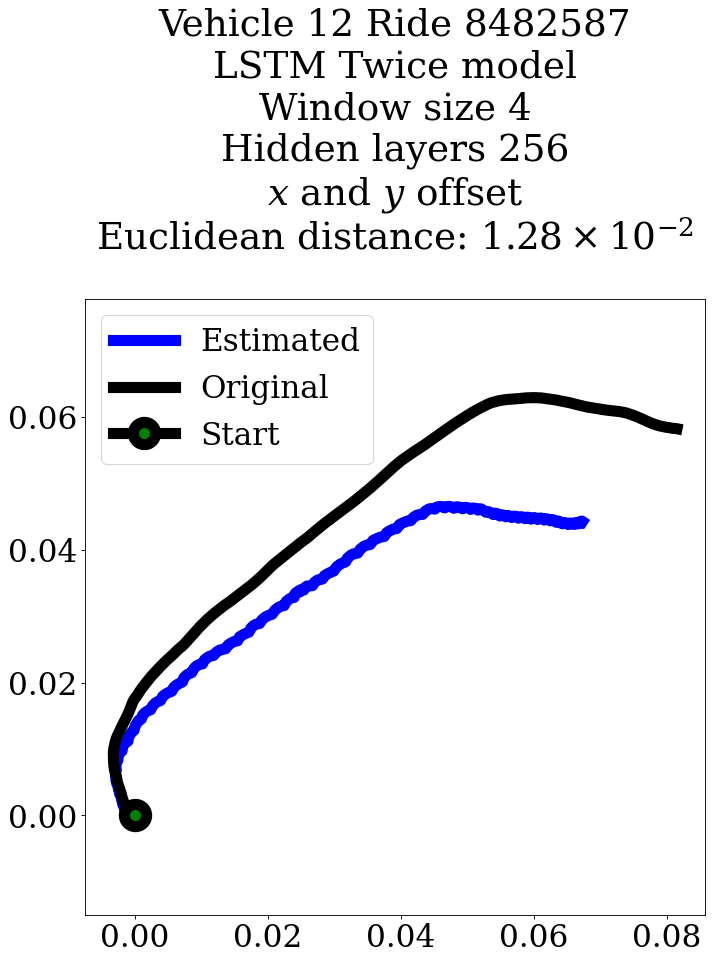 Vehicle 12 Ride 8482587
LSTM Twice model
Window size 4
Hidden layers 256
x and y offset
Euclidean distance: 1.28 × 10⁻²
Estimated
Original
Start
0.06
0.04
0.02
0.00
0.00 0.02 0.04 0.06 0.08